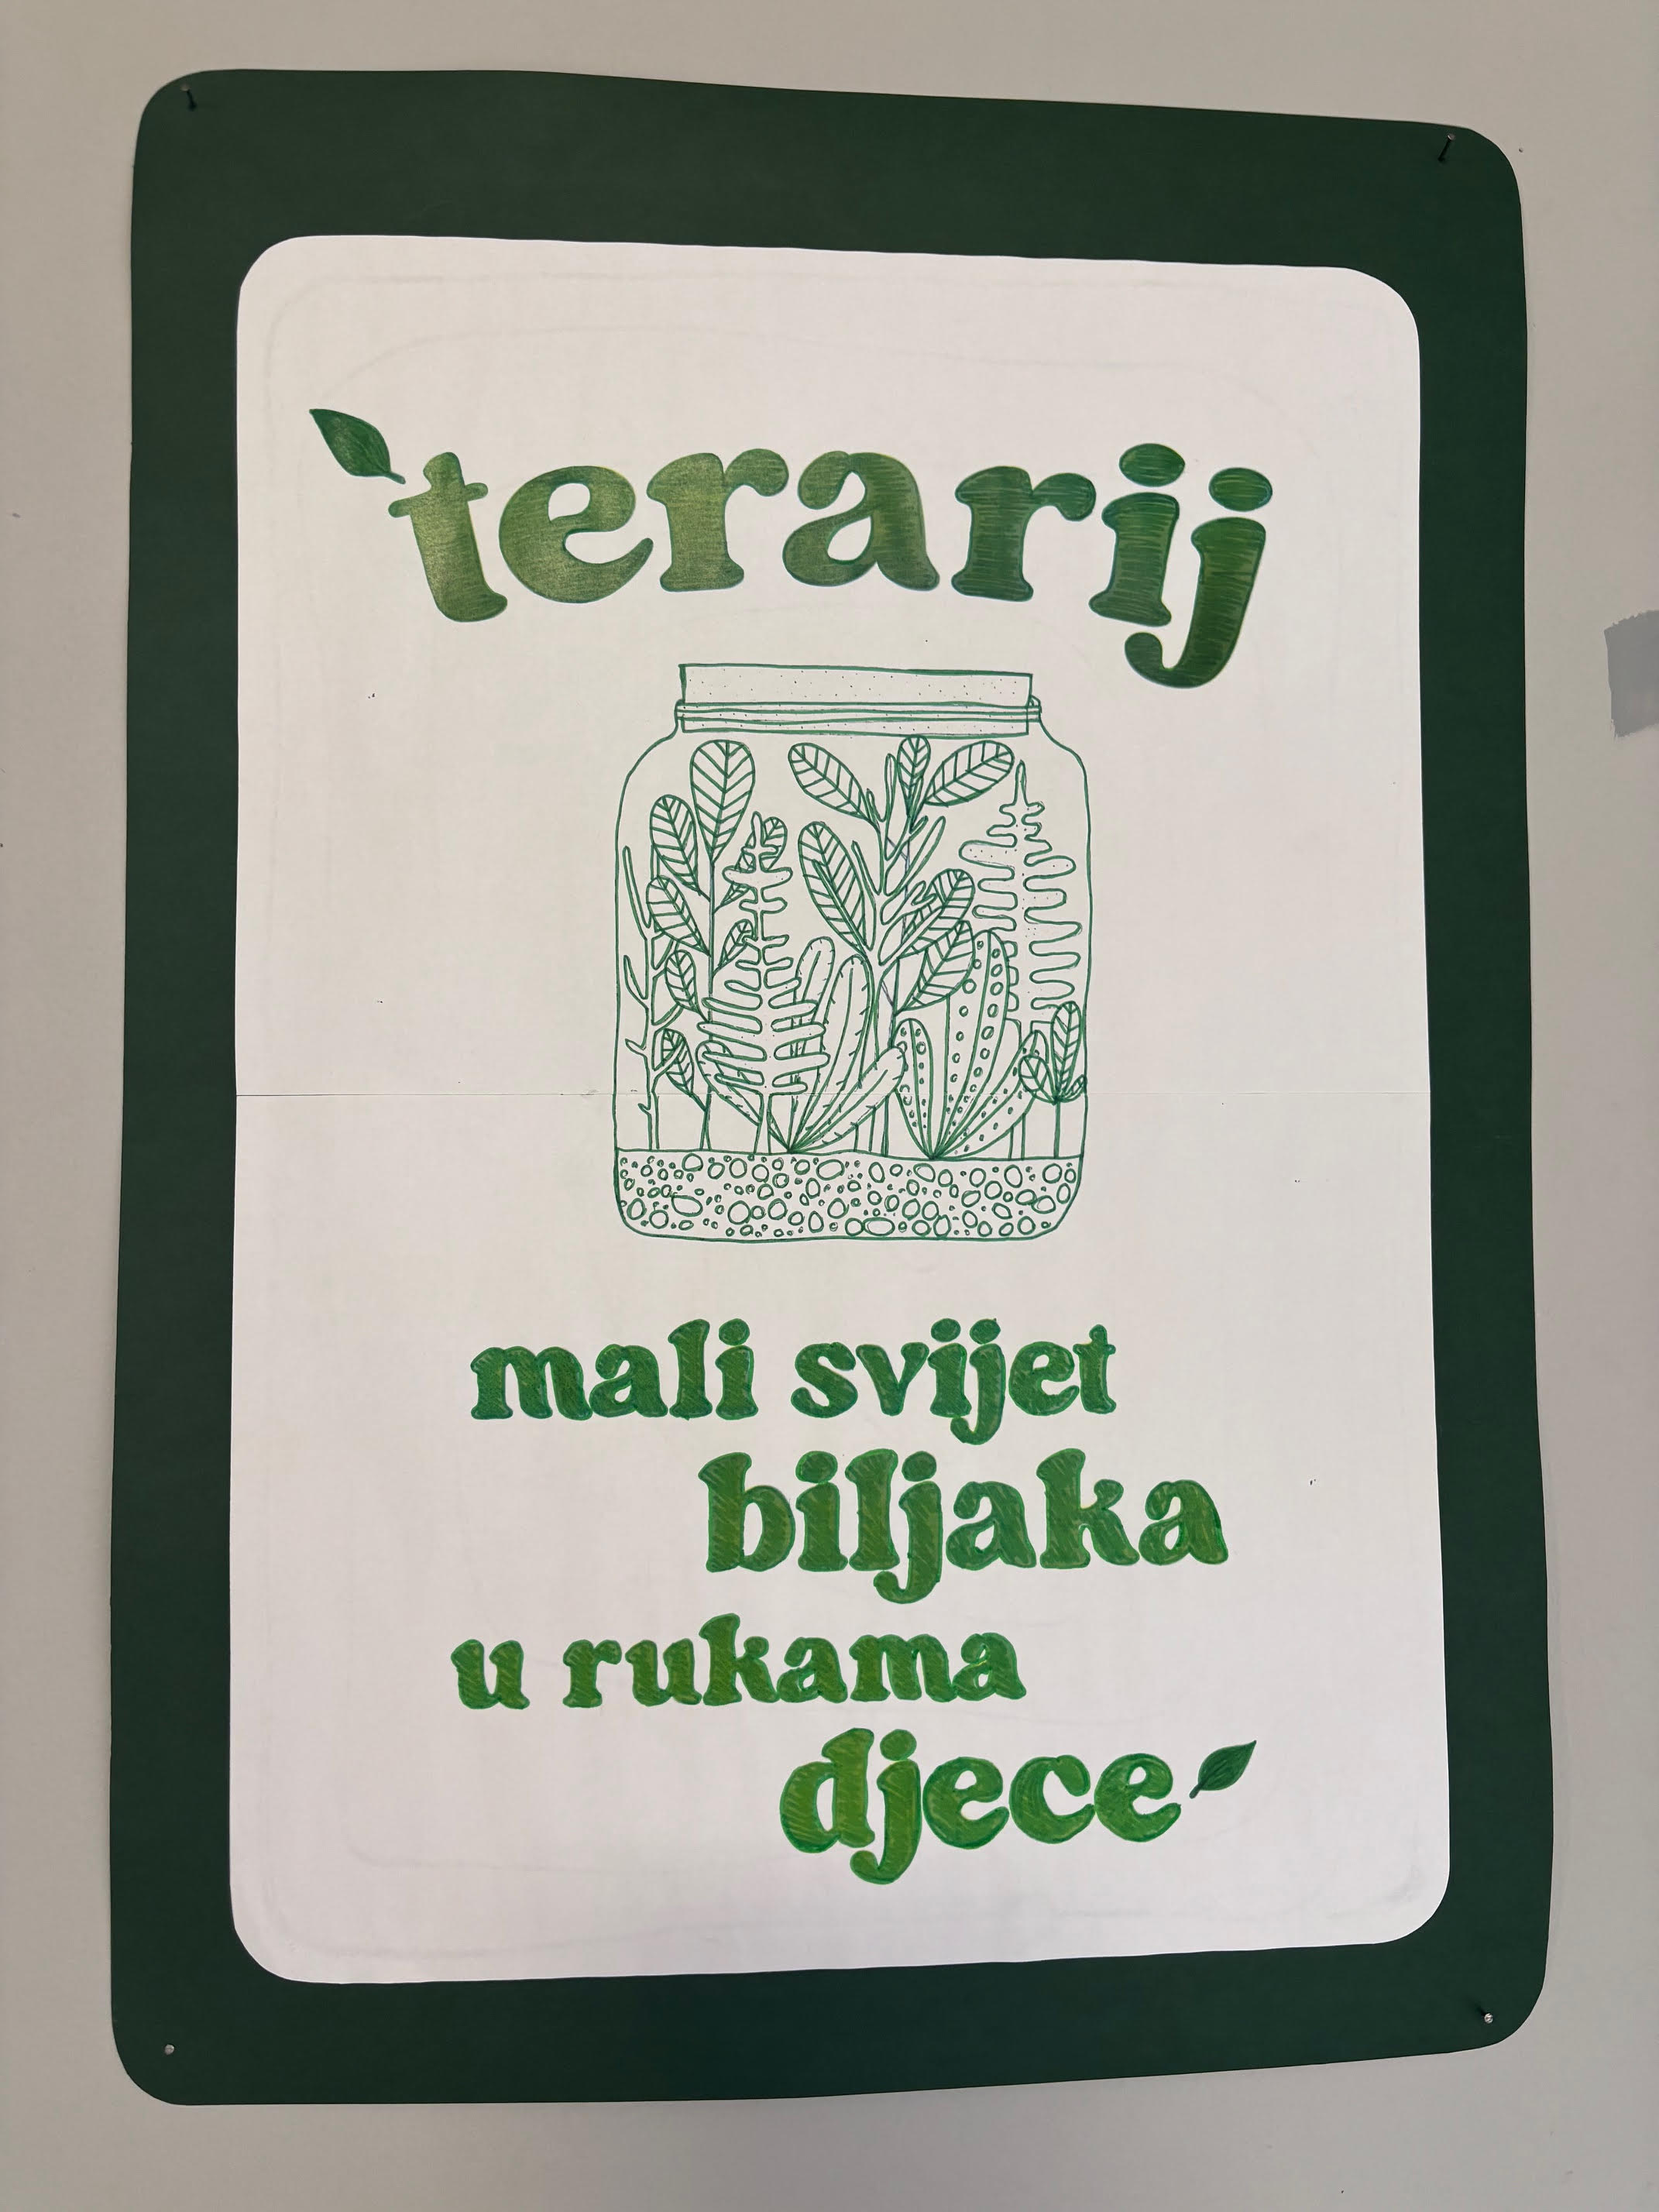 terarij
mali svijet
biljaka
u rukama
djece